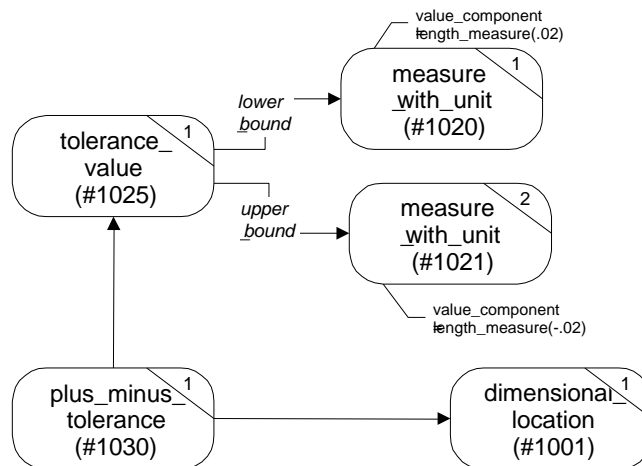 value_component
=length_measure(.02)
1
measure
_with_unit
(#1020)
lower
_bound
1
tolerance_
value
(#1025)
upper
_bound
2
measure
_with_unit
(#1021)
value_component
=length_measure(-.02)
1
plus_minus_
tolerance
(#1030)
1
dimensional_
location
(#1001)